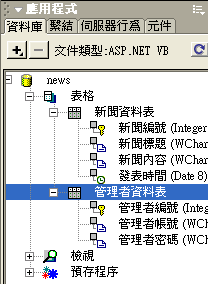 應用程式
資料庫 繫結 伺服器行為 元件
文件類型:ASP.NET VB
news
表格
新聞資料表
新聞編號 (Integer
新聞標題 (WChar
新聞內容 (WChar
發表時間 (Date 8)
管理者資料表
管理者編號 (Integer
管理者帳號 (WChar
管理者密碼 (WChar
檢視
預存程序